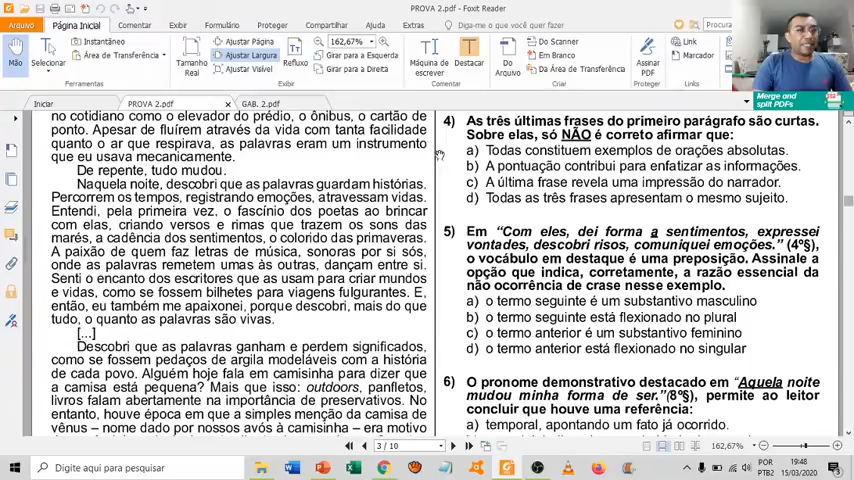 PROVA 2.pdf - Foxit Reader
Arquivo
Página Inicial
Comentar
Exibir
Formulário
Proteger
Compartilhar
Ajuda
Extras
Diga-me o que você quer fazer
Procura
Mão
Selecionar
Instantâneo
Área de Transferência
Ferramentas
Tamanho Real
Ajustar Página
Ajustar Largura
Ajustar Visível
Refluxo
162,67%
Girar para a Esquerda
Girar para a Direita
Exibir
Máquina de escrever
Destacar
Comentar
Do Arquivo
Do Scanner
Em Branco
Da Área de Transferência
Criar
Assinar PDF
Proteger
Link
Marcador
Iniciar
PROVA 2.pdf
GAB. 2.pdf
Merge and split PDFs
no cotidiano como o elevador do prédio, o ônibus, o cartão de
ponto. Apesar de fluírem através da vida com tanta facilidade
quanto o ar que respirava, as palavras eram um instrumento
que eu usava mecanicamente.
De repente, tudo mudou.
Naquela noite, descobri que as palavras guardam histórias.
Percorrem os tempos, registrando emoções, atravessam vidas.
Entendi, pela primeira vez, o fascínio dos poetas ao brincar
com elas, criando versos e rimas que trazem os sons das
marés, a cadência dos sentimentos, o colorido das primaveras.
A paixão de quem faz letras de música, sonoras por si sós,
onde as palavras remetem umas às outras, dançam entre si.
Senti o encanto dos escritores que as usam para criar mundos
e vidas, como se fossem bilhetes para viagens fulgurantes. E,
então, eu também me apaixonei, porque descobri, mais do que
tudo, o quanto as palavras são vivas.
[...]
Descobri que as palavras ganham e perdem significados,
como se fossem pedaços de argila modeláveis com a história
de cada povo. Alguém hoje fala em camisinha para dizer que
a camisa está pequena? Mais que isso: outdoors, panfletos,
livros falam abertamente na importância de preservativos. No
entanto, houve época em que a simples menção da camisa de
vênus – nome dado por nossos avós à camisinha – era motivo
4) As três últimas frases do primeiro parágrafo são curtas.
Sobre elas, só NÃO é correto afirmar que:
a) Todas constituem exemplos de orações absolutas.
b) A pontuação contribui para enfatizar as informações.
c) A última frase revela uma impressão do narrador.
d) Todas as três frases apresentam o mesmo sujeito.
5) Em “Com eles, dei forma a sentimentos, expressei
vontades, descobri risos, comuniquei emoções.” (4º§),
o vocábulo em destaque é uma preposição. Assinale a
opção que indica, corretamente, a razão essencial da
não ocorrência de crase nesse exemplo.
a) o termo seguinte é um substantivo masculino
b) o termo seguinte está flexionado no plural
c) o termo anterior é um substantivo feminino
d) o termo anterior está flexionado no singular
6) O pronome demonstrativo destacado em “Aquela noite
mudou minha forma de ser.”(8º§), permite ao leitor
concluir que houve uma referência:
a) temporal, apontando um fato já ocorrido.
3 / 10
162,67%
Digite aqui para pesquisar
POR
PTB2
19:48
15/03/2020